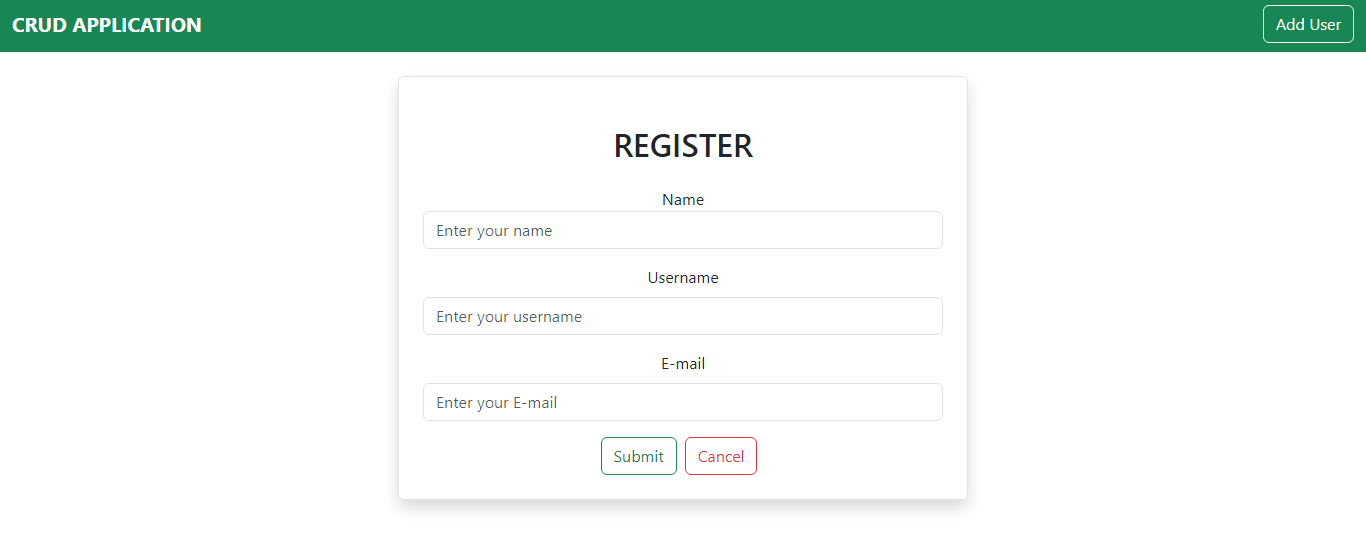 CRUD APPLICATION
Add User
REGISTER
Name
Enter your name
Username
Enter your username
E-mail
Enter your E-mail
Submit
Cancel